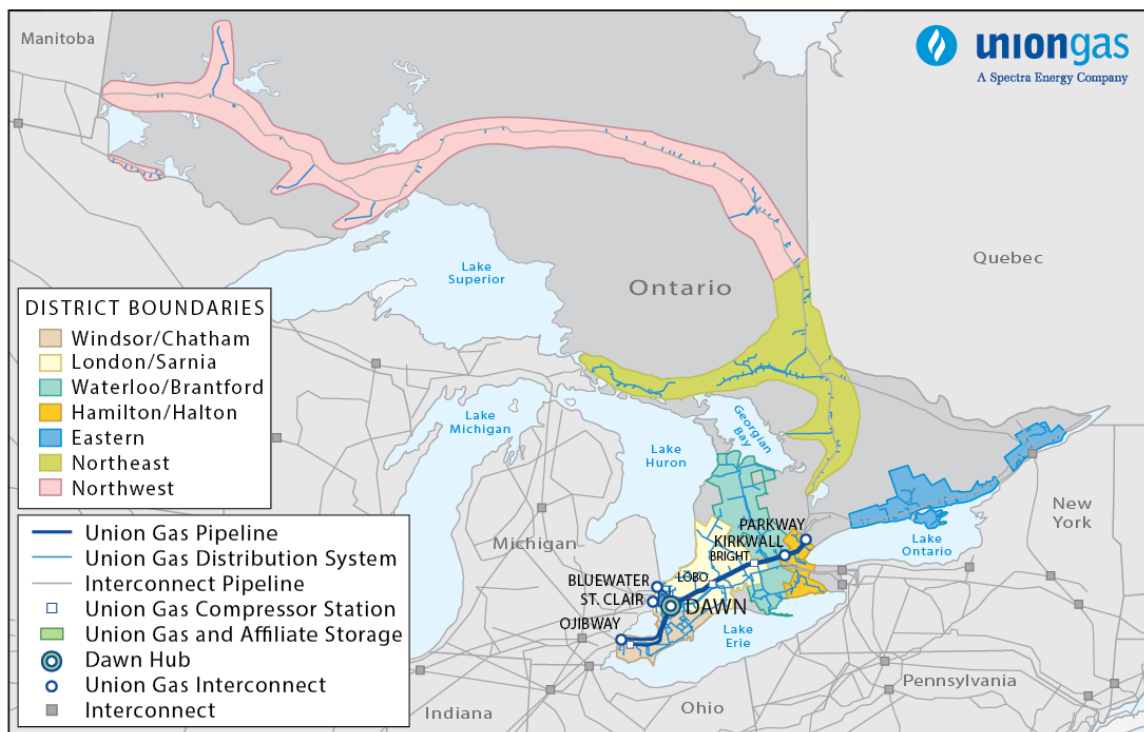 Manitoba
uniongas
A Spectra Energy Company
Quebec
Lake
Superior
Ontario
DISTRICT BOUNDARIES
Windsor/Chatham
London/Sarnia
Waterloo/Brantford
Hamilton/Halton
Eastern
Northeast
Northwest
Lake
Michigan
Georgian
Bay
Lake
Huron
New
York
Union Gas Pipeline
Union Gas Distribution System
Interconnect Pipeline
Union Gas Compressor Station
Union Gas and Affiliate Storage
Dawn Hub
Union Gas Interconnect
Interconnect
Michigan
PARKWAY
KIRKWALL
BRIGHT
Lake
Ontario
BLUEWATER
LOBO
ST. CLAIR
DAWN
OJIBWAY
Lake
Erie
Pennsylvania
Indiana
Ohio